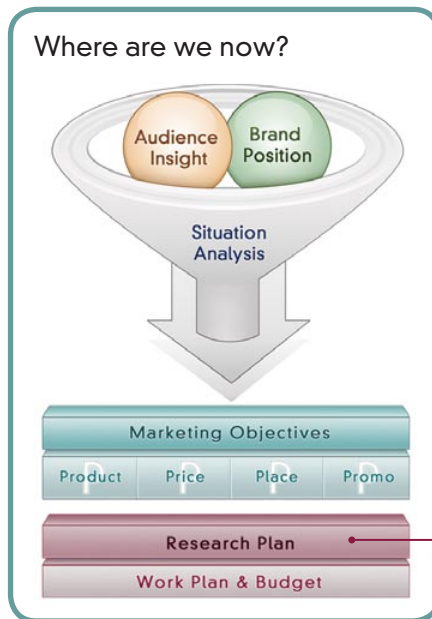 Where are we now?
Audience
Insight
Brand
Position
Situation
Analysis
Marketing Objectives
Product Price Place Promo
Research Plan
Work Plan & Budget